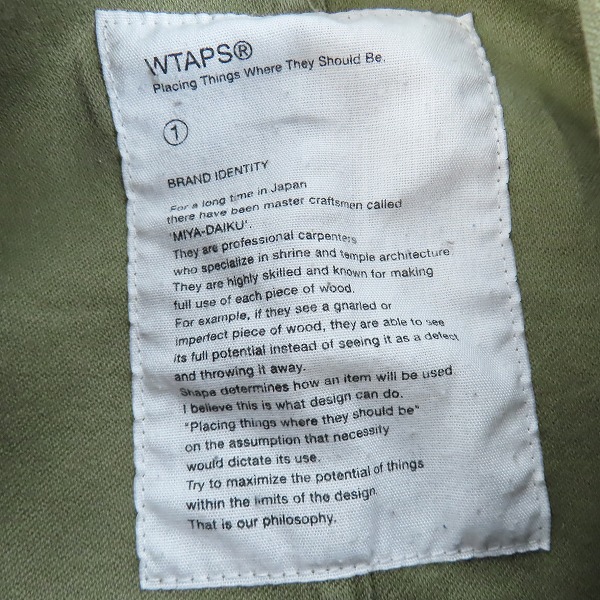 WTAPS®
Placing Things Where They Should Be.
①
BRAND IDENTITY
For a long time in Japan
there have been master craftsmen called
'MIYA-DAIKU'.
They are professional carpenters
who specialize in shrine and temple architecture
They are highly skilled and known for making
full use of each piece of wood.
For example, if they see a gnarled or
imperfect piece of wood, they are able to see
its full potential instead of seeing it as a defect
and throwing it away.
Shape determines how an item will be used
I believe this is what design can do.
"Placing things where they should be"
on the assumption that necessity
would dictate its use.
Try to maximize the potential of things
within the limits of the design.
That is our philosophy.